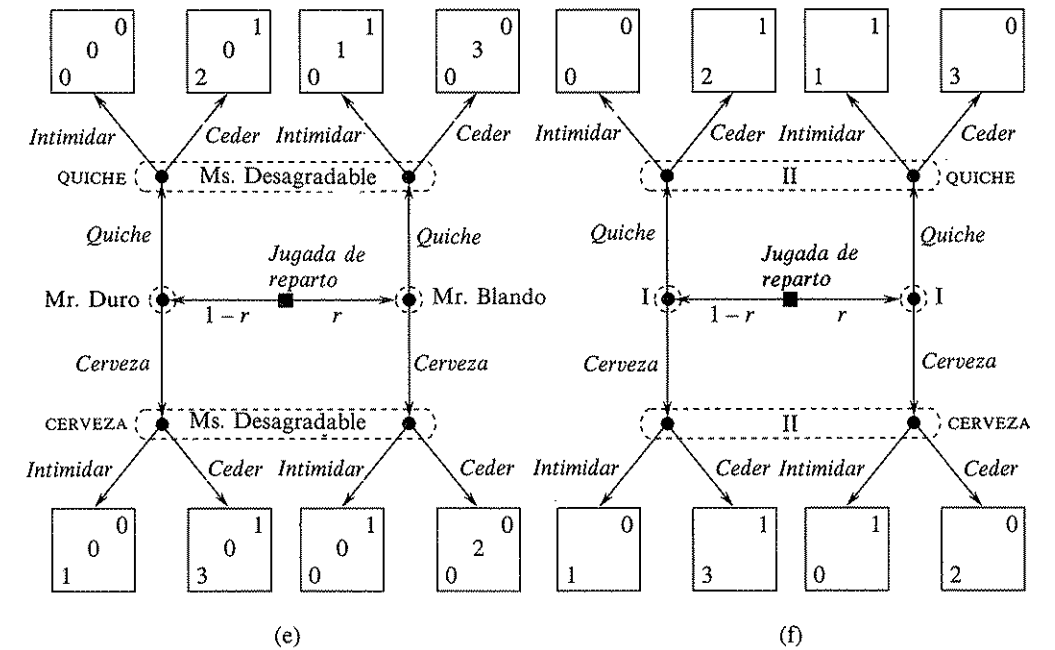 0 1 1 0 0 1 1 0
0 0 1 3
0 2 0 0 0 2 1 3
Intimidar Ceder Intimidar Ceder Intimidar Ceder Intimidar Ceder
QUICHE Ms. Desagradable II QUICHE
Quiche Quiche Quiche Quiche
Jugada de reparto Jugada de reparto
Mr. Duro Mr. Blando I I
1 – r r 1 – r r
Cerveza Cerveza Cerveza Cerveza
CERVEZA Ms. Desagradable II CERVEZA
Intimidar Ceder Intimidar Ceder Intimidar Ceder Intimidar Ceder
0 1 1 0 0 1 1 0
0 0 0 2
1 3 0 0 1 3 0 2
(e) (f)